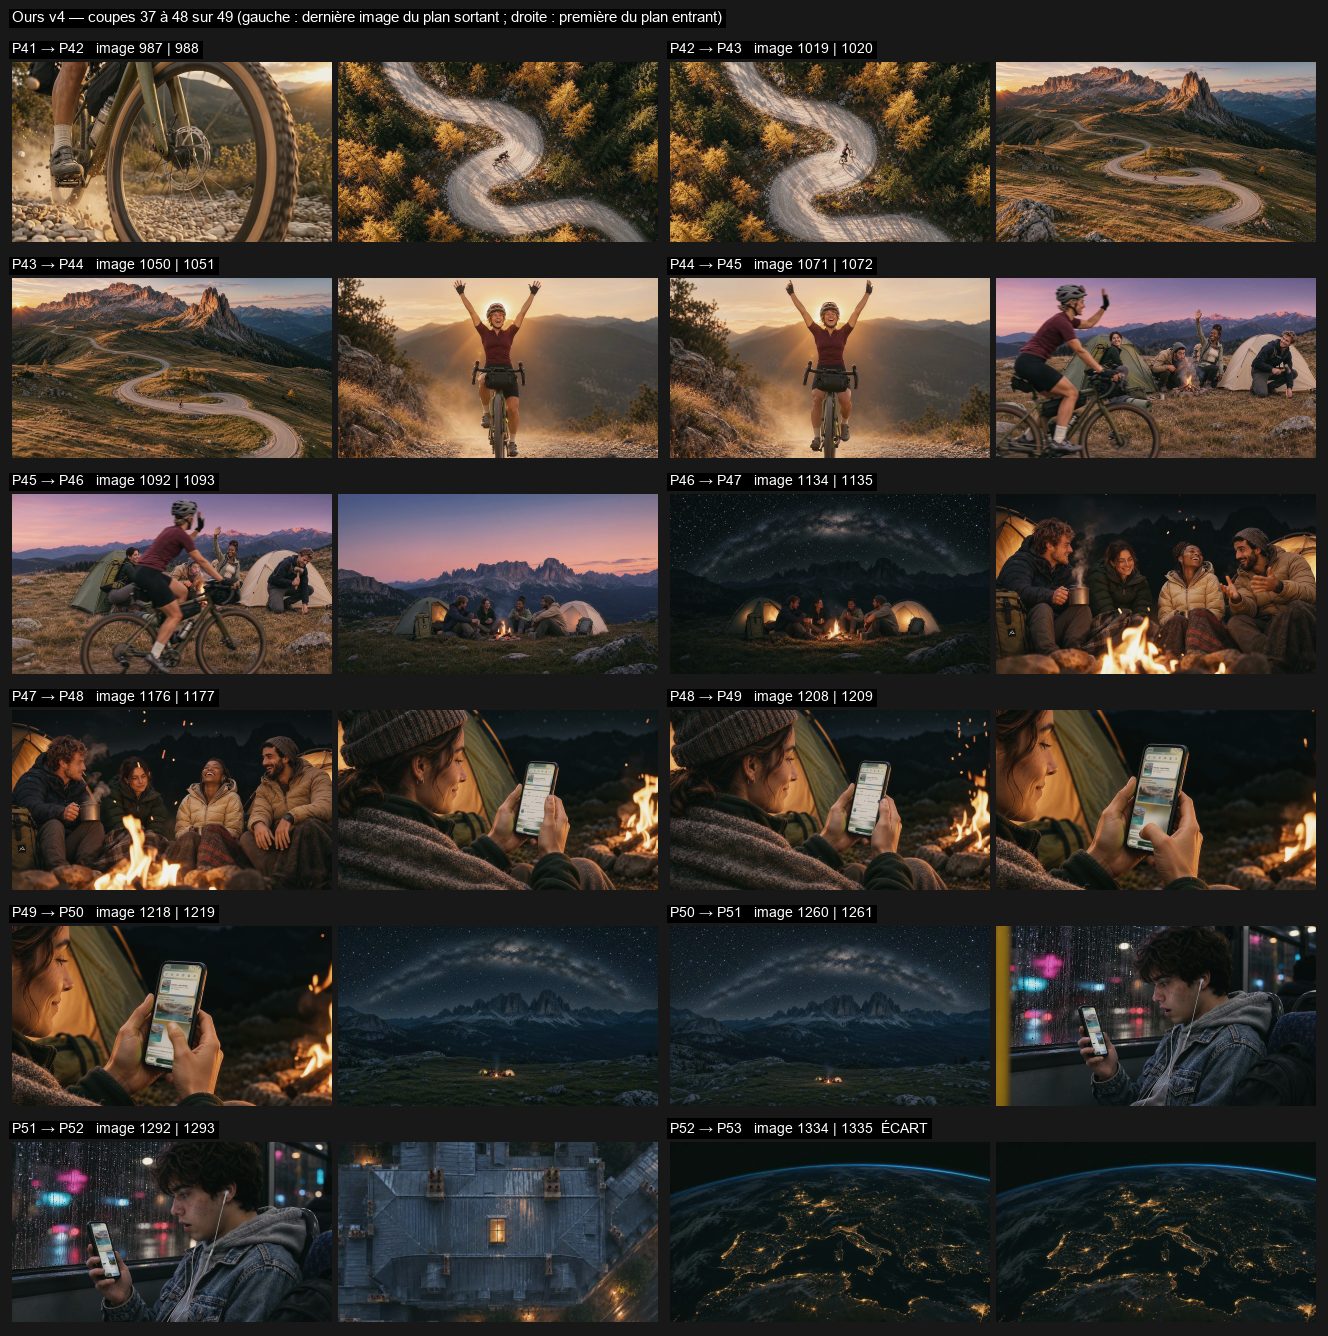 Ours v4 — coupes 37 à 48 sur 49 (gauche : dernière image du plan sortant ; droite : première du plan entrant)
P41 → P42 image 987 | 988
P42 → P43 image 1019 | 1020
P43 → P44 image 1050 | 1051
P44 → P45 image 1071 | 1072
P45 → P46 image 1092 | 1093
P46 → P47 image 1134 | 1135
P47 → P48 image 1176 | 1177
P48 → P49 image 1208 | 1209
P49 → P50 image 1218 | 1219
P50 → P51 image 1260 | 1261
P51 → P52 image 1292 | 1293
P52 → P53 image 1334 | 1335 ÉCART